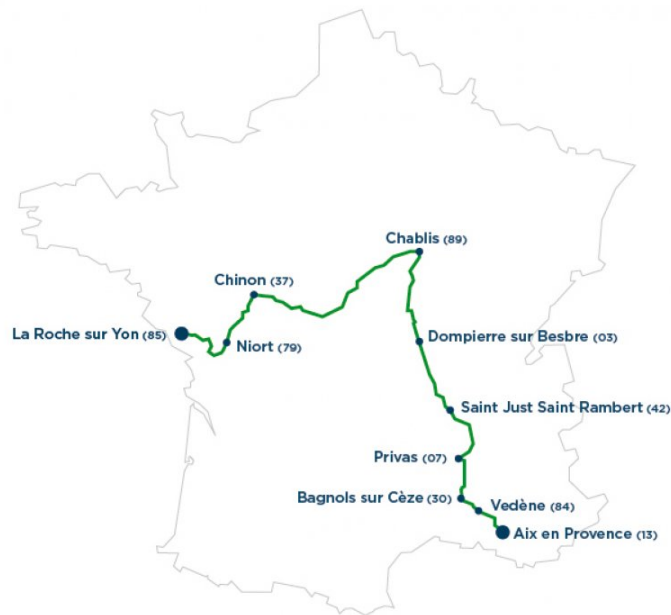 Chablis (89)
Chinon (37)
La Roche sur Yon (85)
Niort (79)
Dompierre sur Besbre (03)
Saint Just Saint Rambert (42)
Privas (07)
Bagnols sur Cèze (30)
Vedène (84)
Aix en Provence (13)